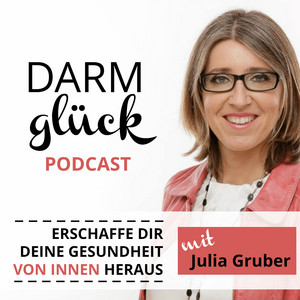 DARM
glück
PODCAST
ERSCHAFFE DIR
DEINE GESUNDHEIT
VON INNEN HERAUS
mit
Julia Gruber